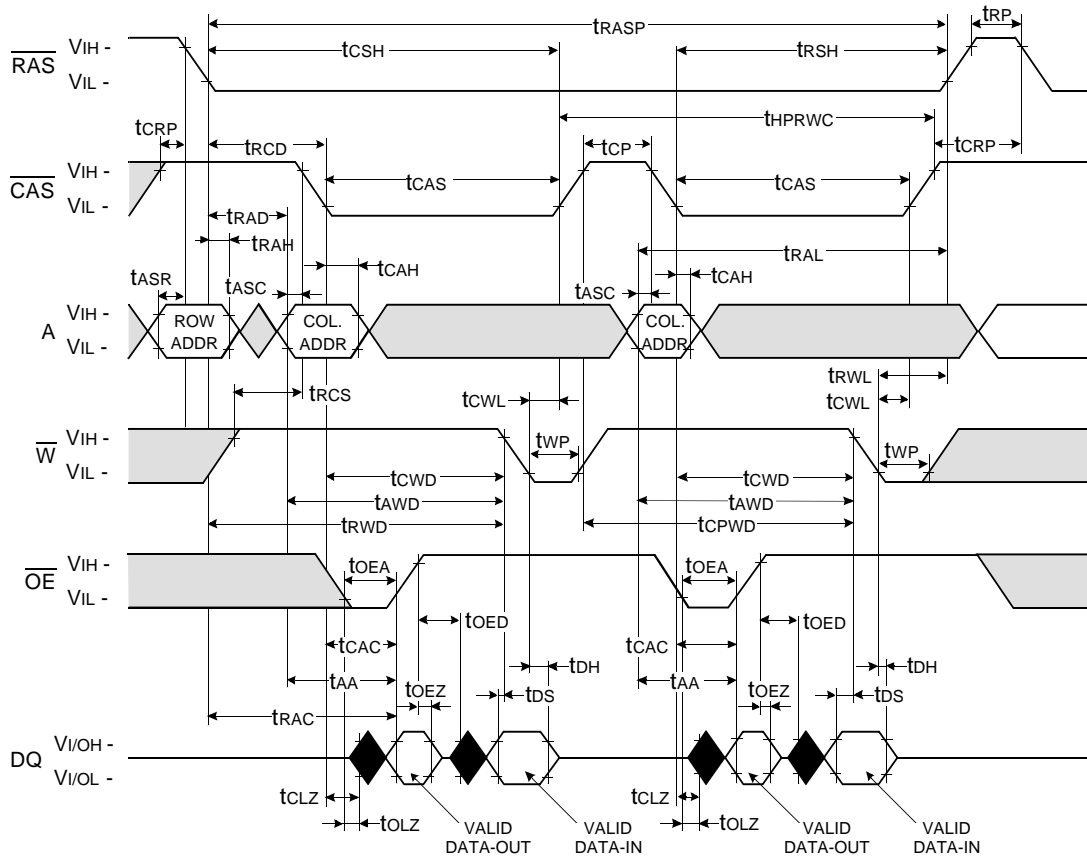 tRASP
tRP
tCSH
tRSH
RAS
VIH -
VIL -
tHPRWC
tCRP
tRCD
tCP
tCRP
CAS
VIH -
VIL -
tCAS
tCAS
tRAD
tRAH
tCAH
tRAL
tCAH
tASR
tASC
tASC
A
VIH -
VIL -
ROW
ADDR
COL.
ADDR
COL.
ADDR
tRWL
tRCS
tCWL
tCWL
W
VIH -
VIL -
tWP
tWP
tCWD
tCWD
tAWD
tAWD
tRWD
tCPWD
OE
VIH -
VIL -
tOEA
tOEA
tOED
tOED
tCAC
tCAC
tDH
tDH
tAA
tAA
tOEZ
tDS
tOEZ
tDS
tRAC
DQ
VI/OH -
VI/OL -
tCLZ
tCLZ
tOLZ
tOLZ
VALID
DATA-OUT
VALID
DATA-IN
VALID
DATA-OUT
VALID
DATA-IN